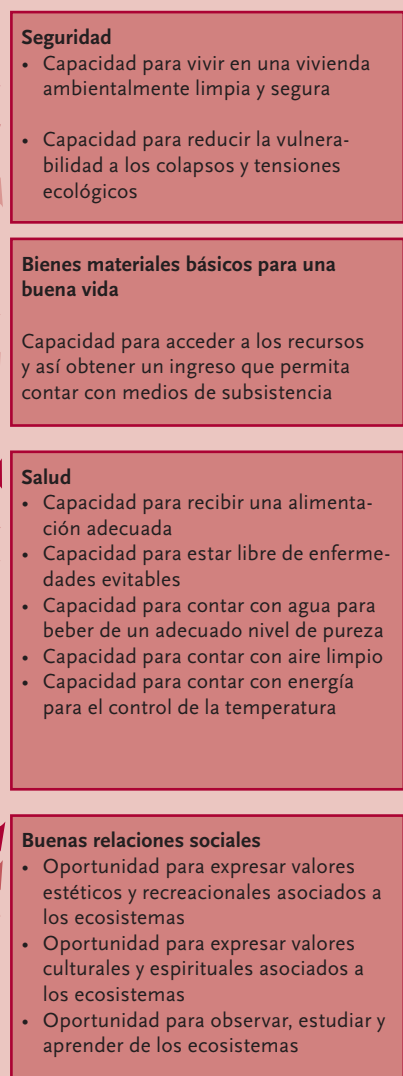 Seguridad
• Capacidad para vivir en una vivienda
ambientalmente limpia y segura
• Capacidad para reducir la vulnera-
bilidad a los colapsos y tensiones
ecológicos
Bienes materiales básicos para una
buena vida
Capacidad para acceder a los recursos
y así obtener un ingreso que permita
contar con medios de subsistencia
Salud
• Capacidad para recibir una alimenta-
ción adecuada
• Capacidad para estar libre de enferme-
dades evitables
• Capacidad para contar con agua para
beber de un adecuado nivel de pureza
• Capacidad para contar con aire limpio
• Capacidad para contar con energía
para el control de la temperatura
Buenas relaciones sociales
• Oportunidad para expresar valores
estéticos y recreacionales asociados a
los ecosistemas
• Oportunidad para expresar valores
culturales y espirituales asociados a
los ecosistemas
• Oportunidad para observar, estudiar y
aprender de los ecosistemas